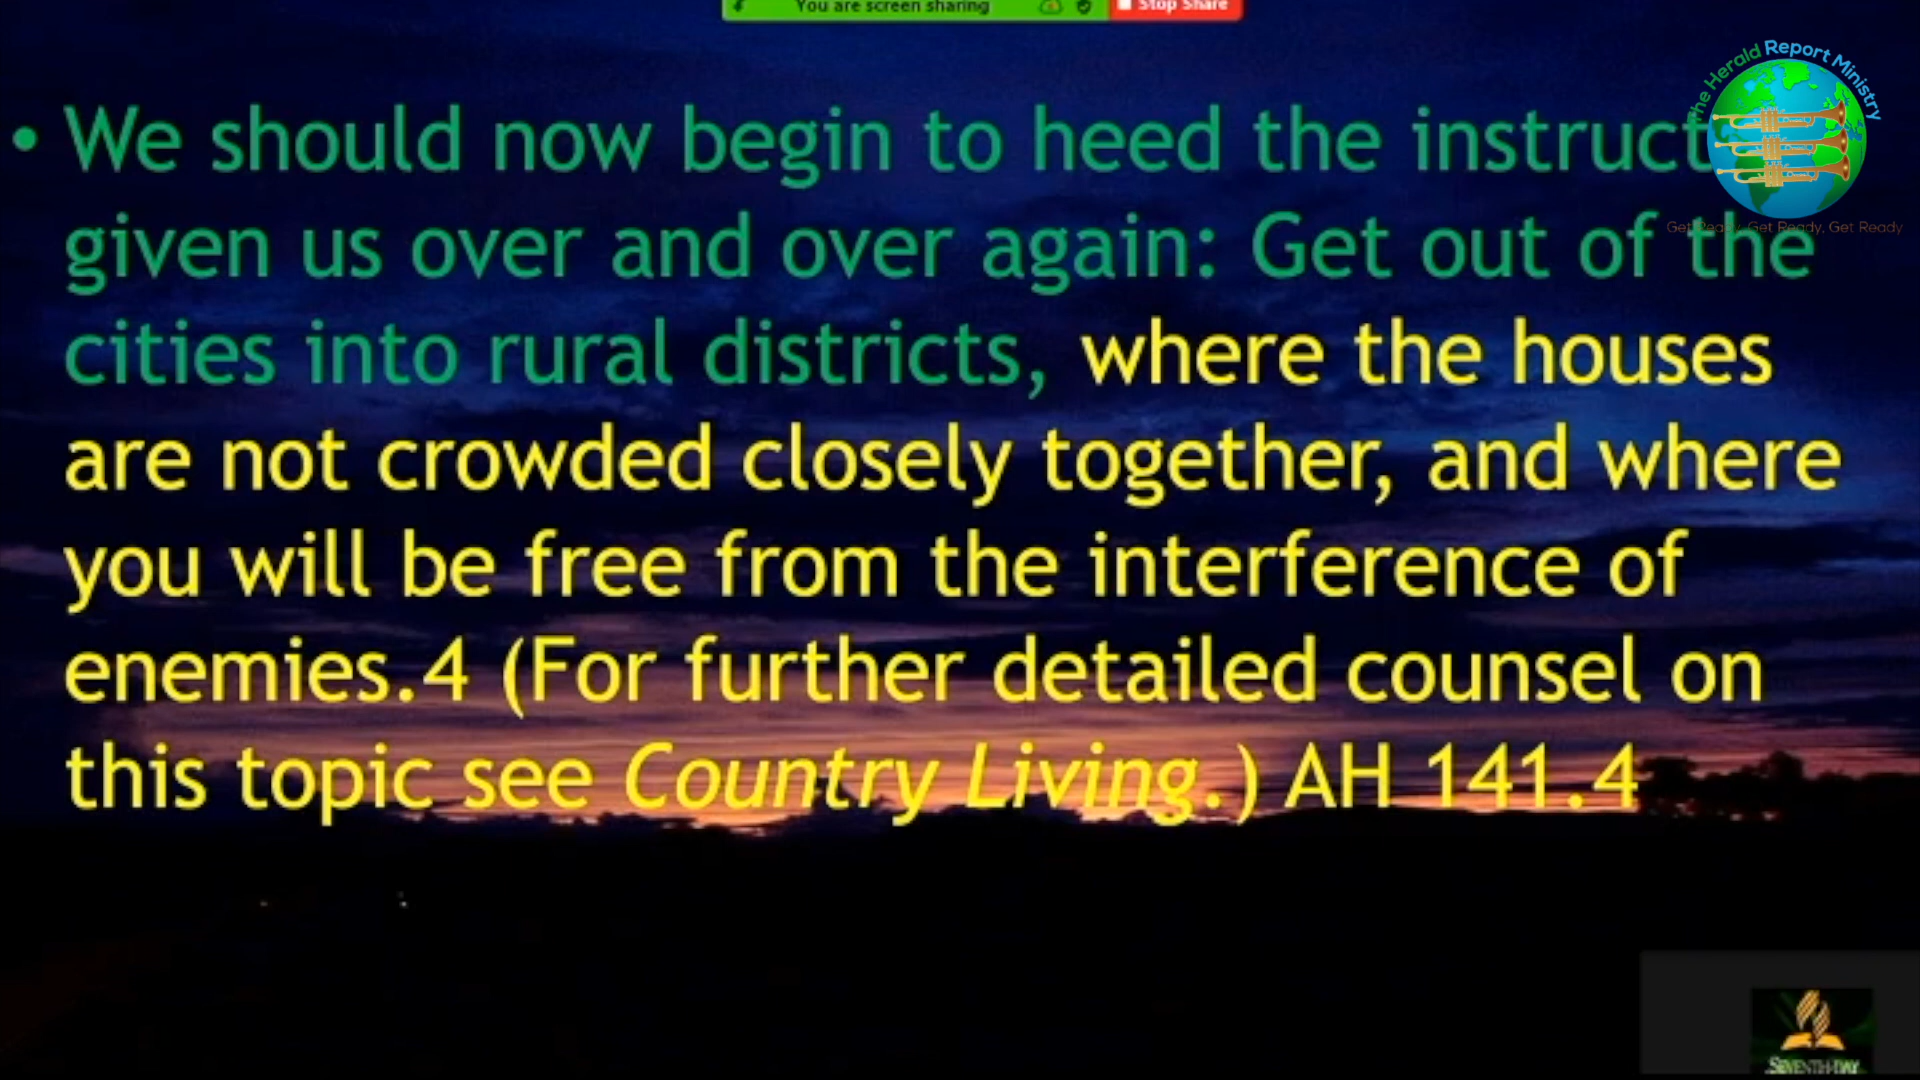 You are screen sharing
Stop Share
The Herald Report Ministry
• We should now begin to heed the instruct
given us over and over again: Get out of the
Get Ready, Get Ready, Get Ready
cities into rural districts, where the houses
are not crowded closely together, and where
you will be free from the interference of
enemies.4 (For further detailed counsel on
this topic see Country Living.) AH 141.4
SEVENTH-DAY